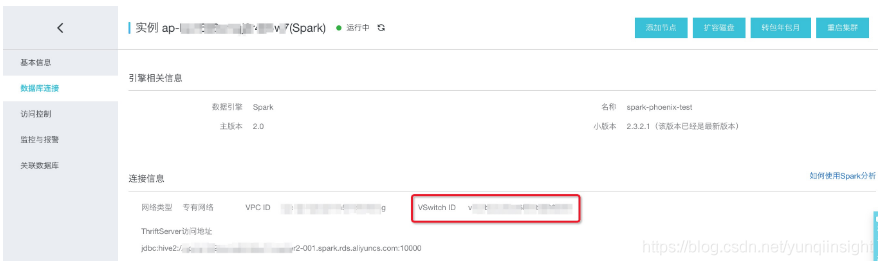 实例 ap- (Spark) 运行中 添加节点 扩容磁盘 转包年包月 重启集群
基本信息
数据库连接
访问控制
监控与报警
关联数据库
引擎相关信息
数据引擎 Spark 名称 spark-phoenix-test
主版本 2.0 小版本 2.3.2.1（该版本已经是最新版本）
连接信息 如何使用Spark分析
网络类型 专有网络 VPC ID VSwitch ID
ThriftServer访问地址
jdbc:hive2:/ r2-001.spark.rds.aliyuncs.com:10000
https://blog.csdn.net/yunqiinsight